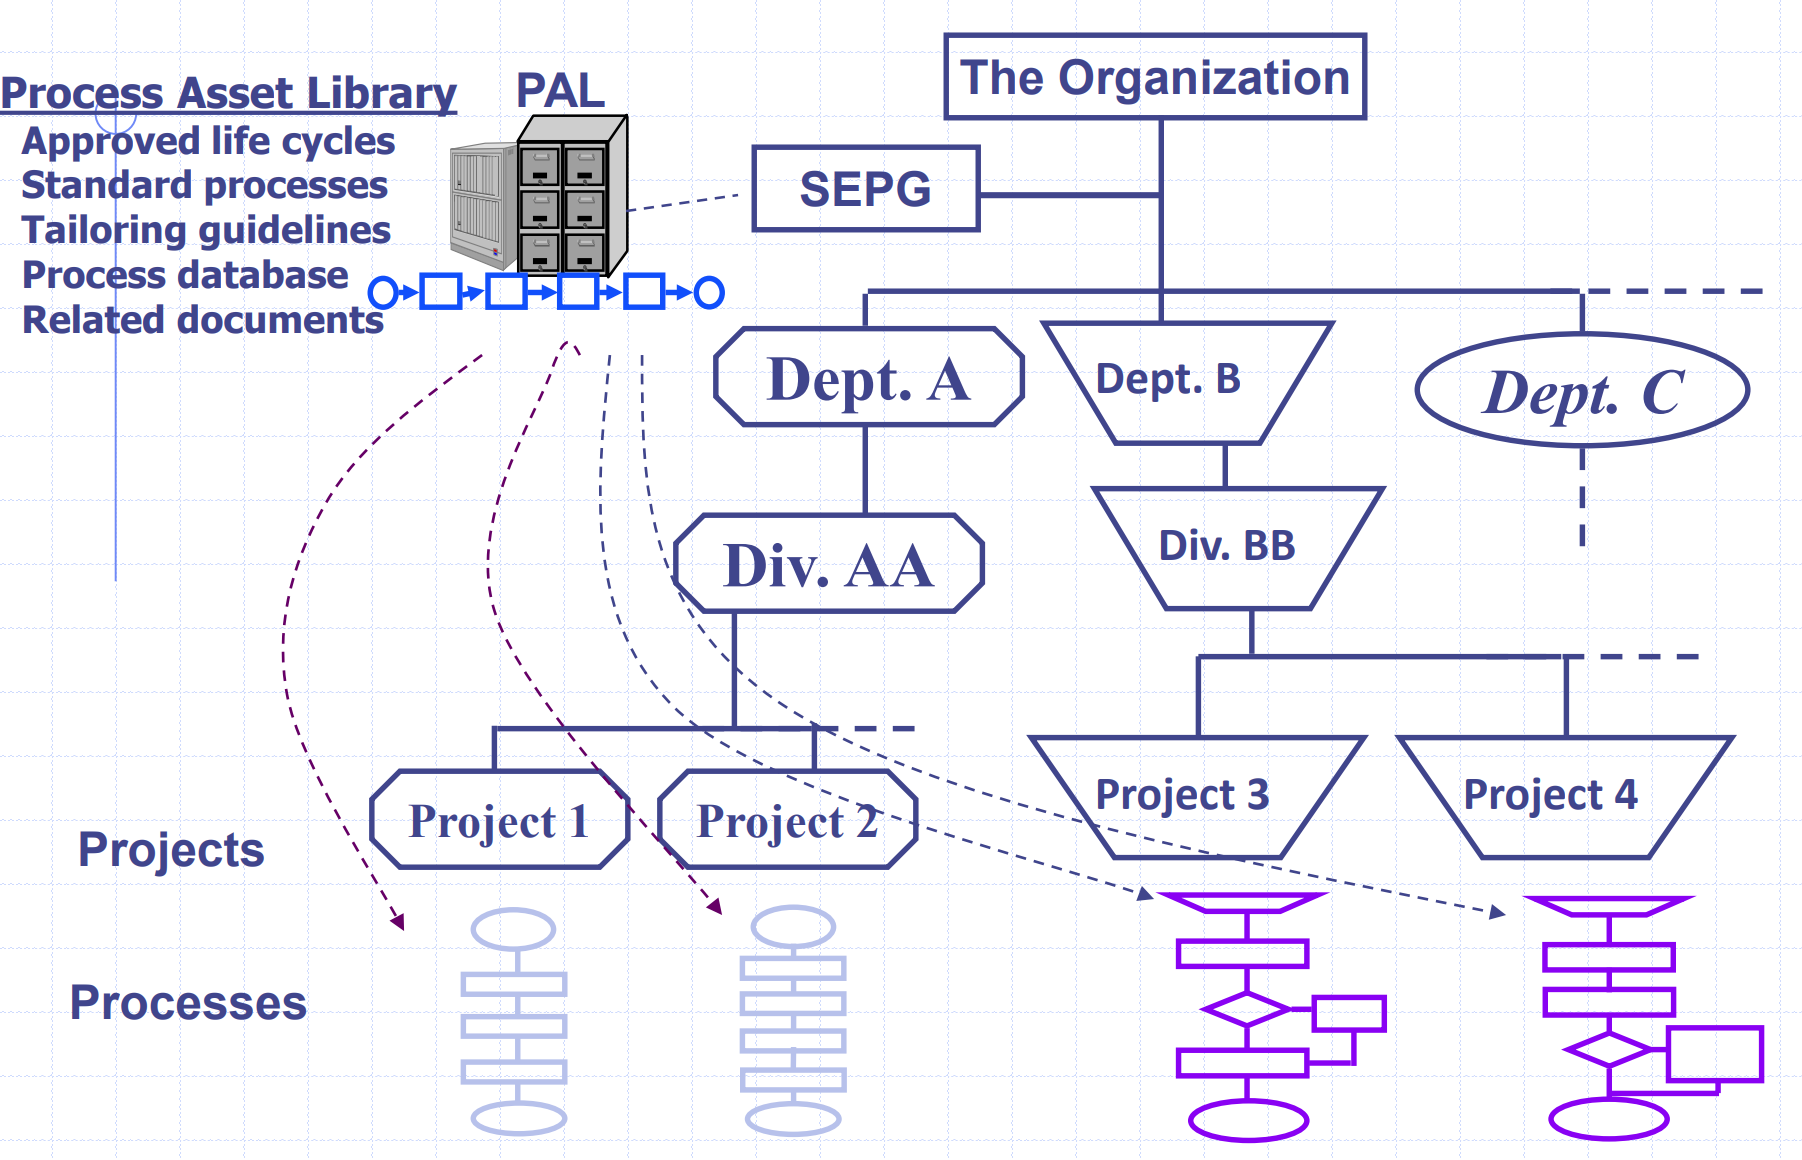 The Organization
Process Asset Library
PAL
Approved life cycles
Standard processes
SEPG
Tailoring guidelines
Process database
Related documents
Dept. A
Dept. B
Dept. C
Div. AA
Div. BB
Project 1
Project 2
Project 3
Project 4
Projects
Processes